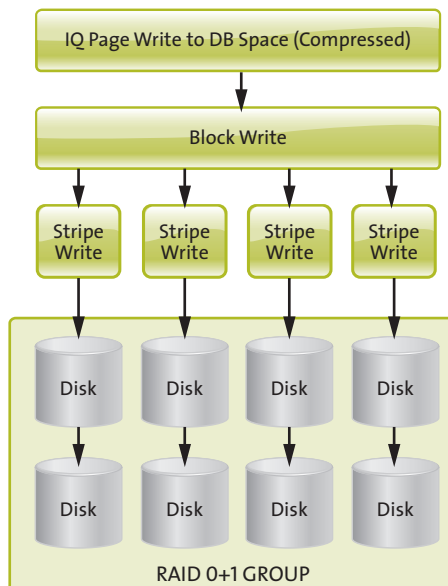 IQ Page Write to DB Space (Compressed)
Block Write
Stripe Stripe Stripe Stripe
Write Write Write Write
Disk Disk Disk Disk
Disk Disk Disk Disk
RAID 0+1 GROUP